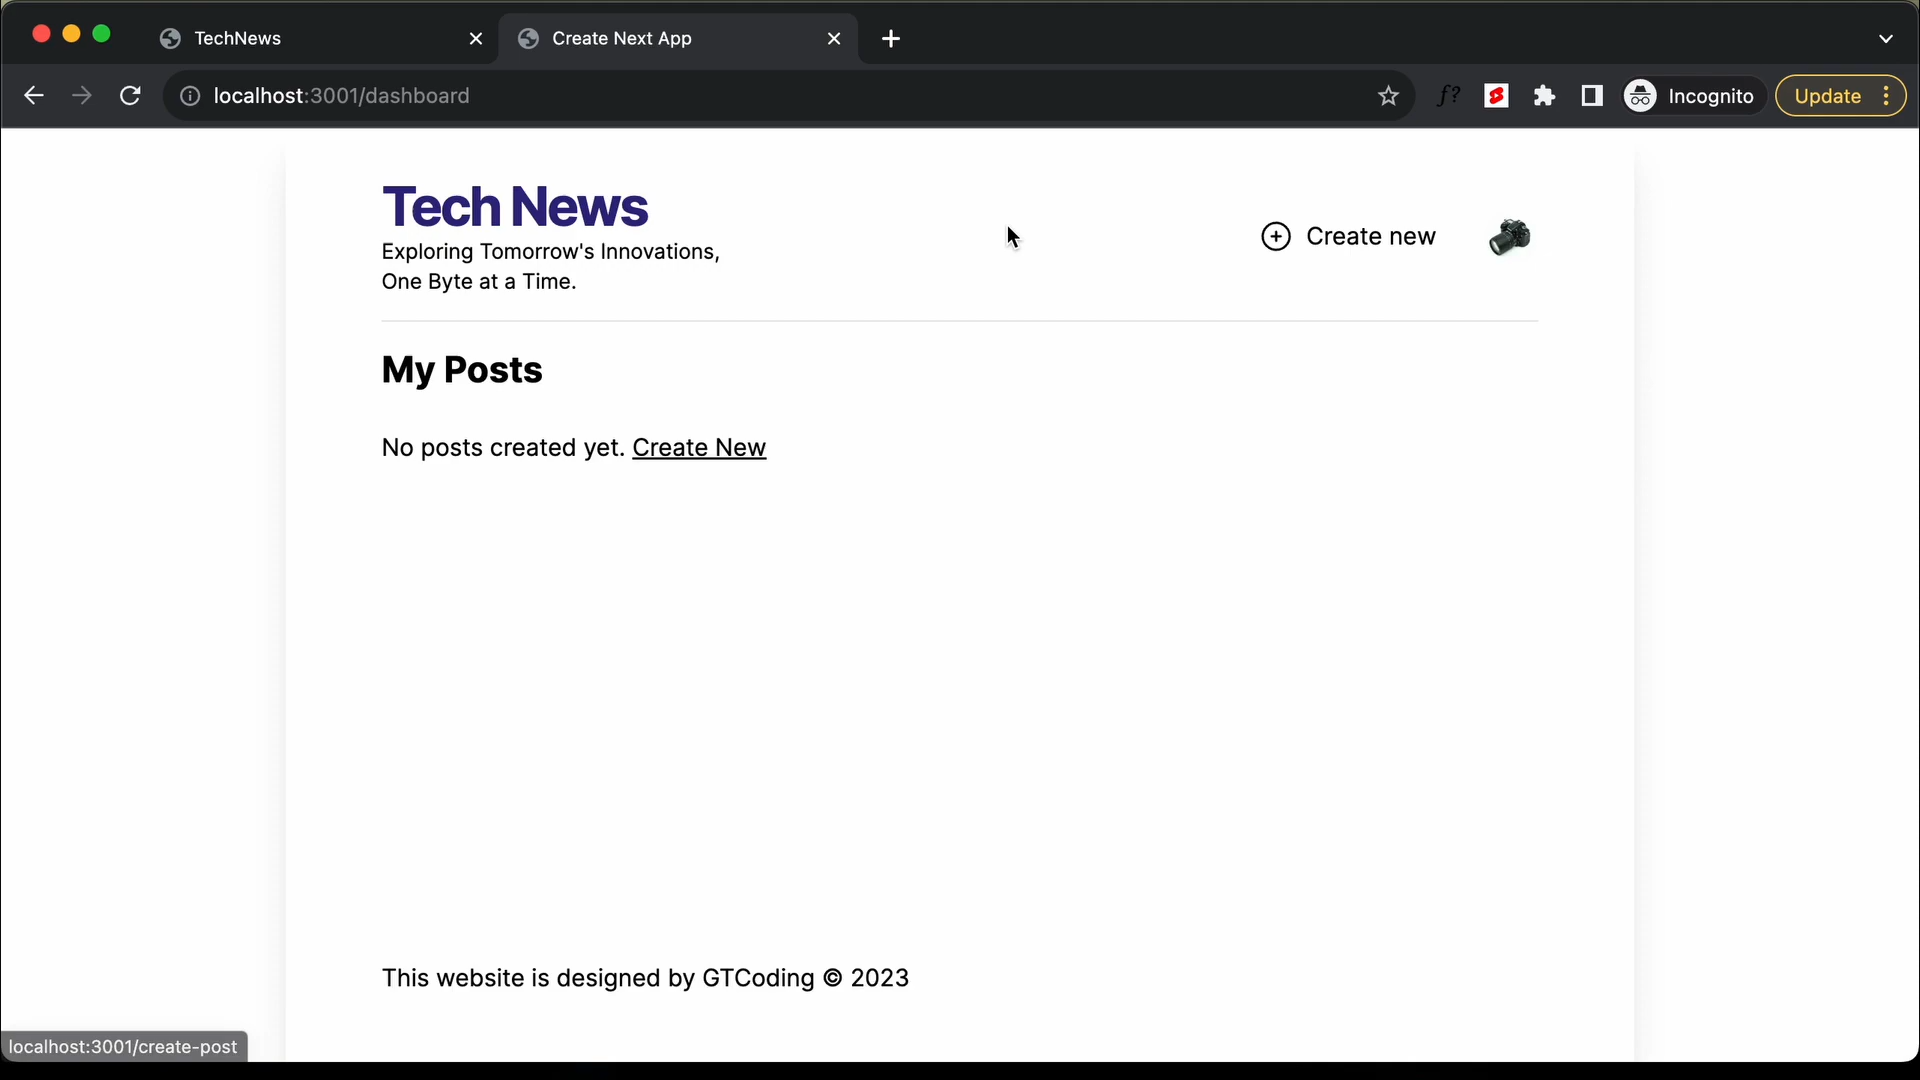 TechNews
Create Next App
localhost:3001/dashboard
f?
Incognito
Update
Tech News
Exploring Tomorrow's Innovations,
One Byte at a Time.
Create new
My Posts
No posts created yet. Create New
This website is designed by GTCoding © 2023
localhost:3001/create-post